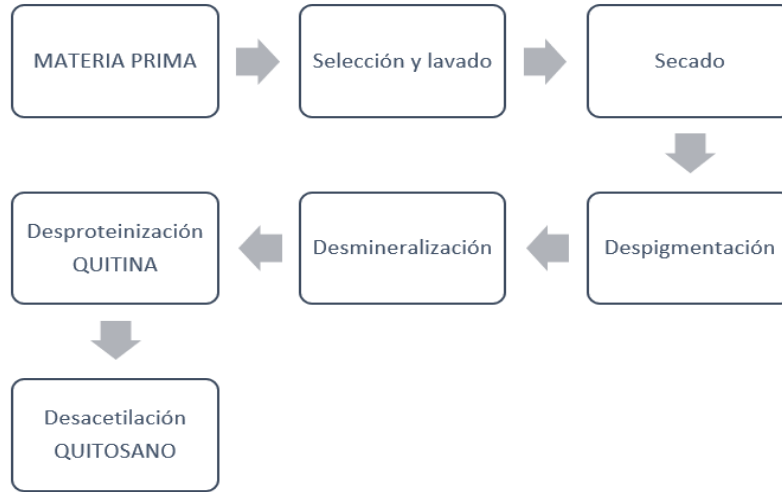 MATERIA PRIMA
Selección y lavado
Secado
Despigmentación
Desmineralización
Desproteinización
QUITINA
Desacetilación
QUITOSANO